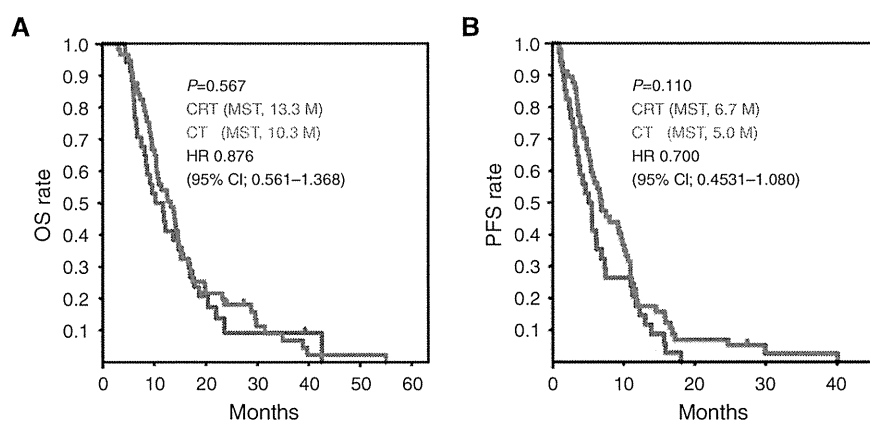 A
OS rate
1.0
0.9
0.8
0.7
0.6
0.5
0.4
0.3
0.2
0.1
P=0.567
CRT (MST, 13.3 M)
CT (MST, 10.3 M)
HR 0.876
(95% CI; 0.561–1.368)
0 10 20 30 40 50 60
Months
B
PFS rate
1.0
0.9
0.8
0.7
0.6
0.5
0.4
0.3
0.2
0.1
P=0.110
CRT (MST, 6.7 M)
CT (MST, 5.0 M)
HR 0.700
(95% CI; 0.4531–1.080)
0 10 20 30 40
Months